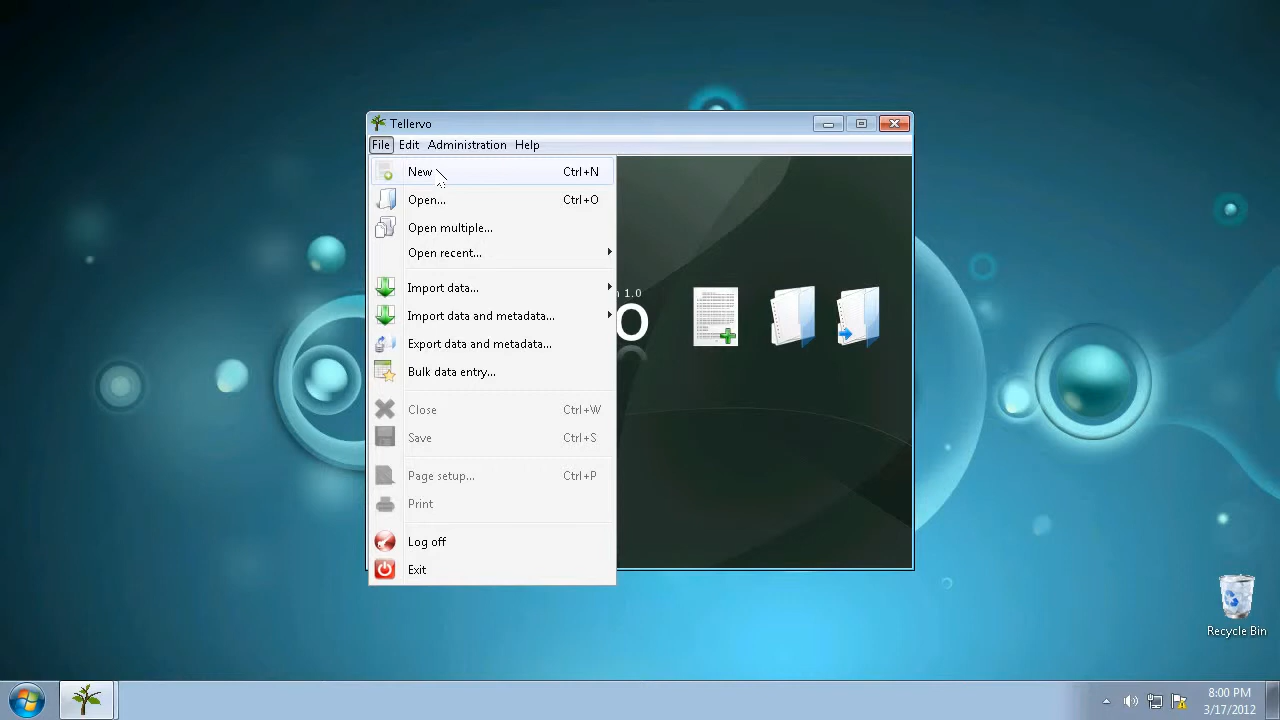 Tellervo
File Edit Administration Help
New Ctrl+N
Open... Ctrl+O
Open multiple...
Open recent...
Import data...
Import data and metadata...
Export data and metadata...
Bulk data entry...
Close Ctrl+W
Save Ctrl+S
Page setup... Ctrl+P
Print
Log off
Exit
1.0
o
Recycle Bin
8:00 PM
3/17/2012